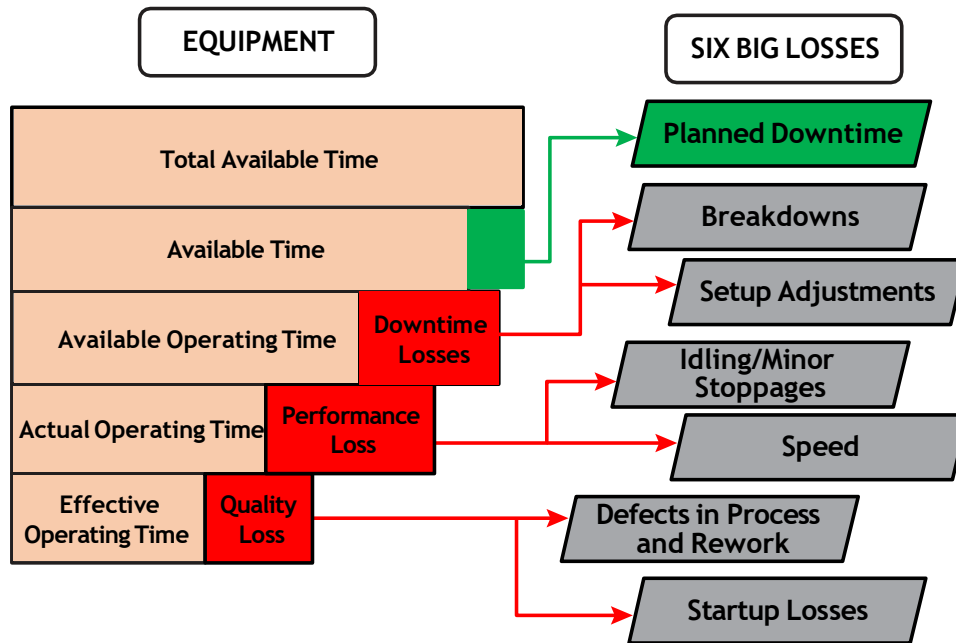 EQUIPMENT
SIX BIG LOSSES
Total Available Time
Planned Downtime
Available Time
Breakdowns
Setup Adjustments
Available Operating Time
Downtime
Losses
Idling/Minor
Stoppages
Actual Operating Time
Performance
Loss
Speed
Effective
Operating Time
Quality
Loss
Defects in Process
and Rework
Startup Losses